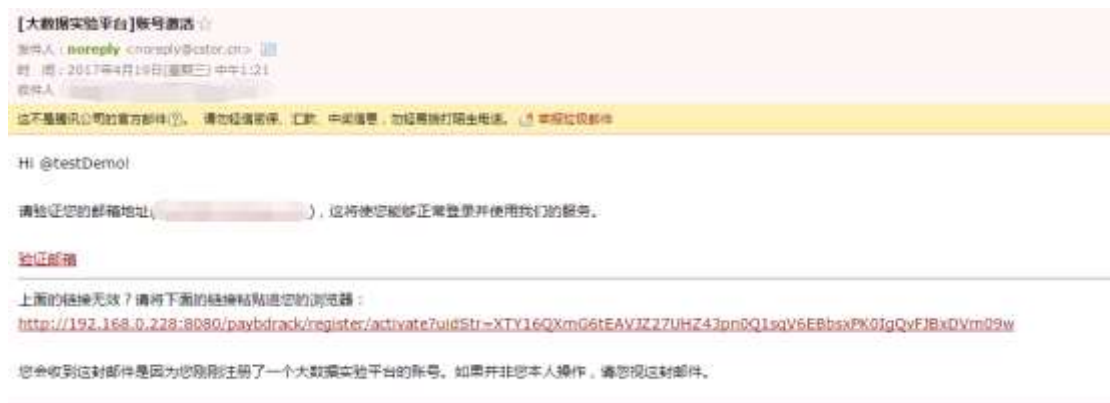 [大数据实验平台]账号激活
发件人：noreply <noreply@cstor.cn>
时 间：2017年4月19日(星期三) 中午1:21
收件人
这不是腾讯公司的官方邮件(?)。 请勿轻信密保、汇款、中奖信息，勿轻易拨打陌生电话。 举报垃圾邮件
Hi @testDemo!
请验证您的邮箱地址( )，这将使您能够正常登录并使用我们的服务。
验证邮箱
上面的链接无效？请将下面的链接粘贴进您的浏览器：
http://192.168.0.228:8080/paybdrack/register/activate?uidStr=XTY16QXmG6tEAVJZ27UHZ43pn0Q1sqV6EBbsxPK0IgQvFJBxDVm09w
您会收到这封邮件是因为您刚刚注册了一个大数据实验平台的账号。如果并非您本人操作，请忽视这封邮件。